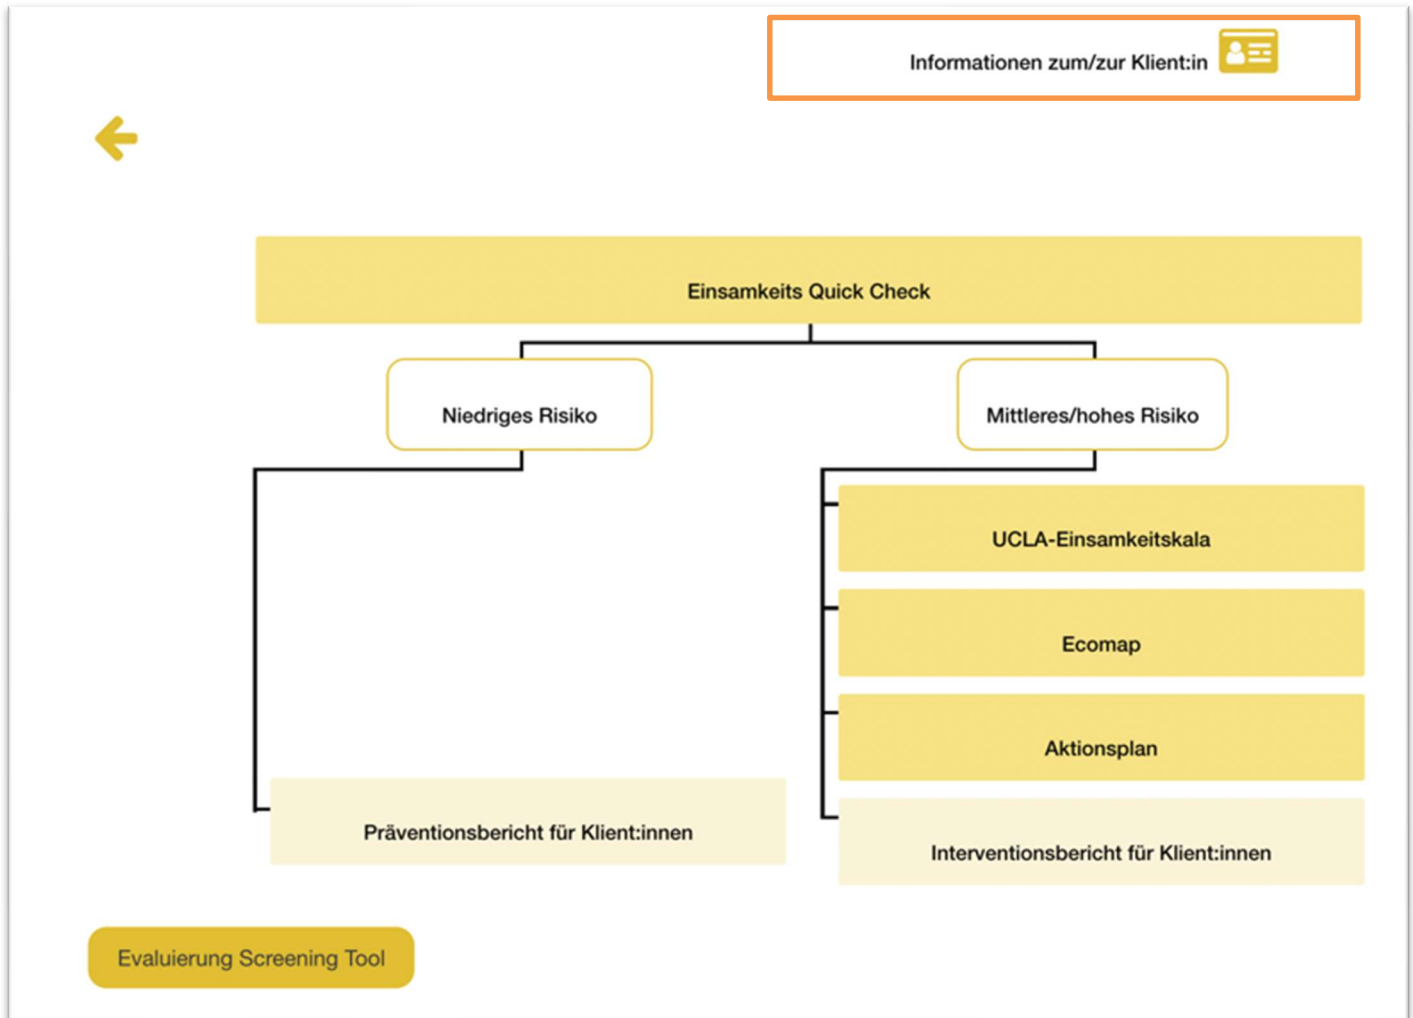 Informationen zum/zur Klient:in
Einsamkeits Quick Check
Niedriges Risiko
Mittleres/hohes Risiko
UCLA-Einsamkeitskala
Ecomap
Aktionsplan
Präventionsbericht für Klient:innen
Interventionsbericht für Klient:innen
Evaluierung Screening Tool